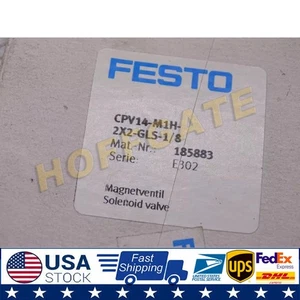 FESTO
CPV14-M1H-
2X2-GLS-1/8
Mat.-Nr.: 185883
Serie: E302
HOFIGATE
Magnetventil
Solenoid valve
USA
STOCK
Fast
Shipping
UPS
FedEx
Express